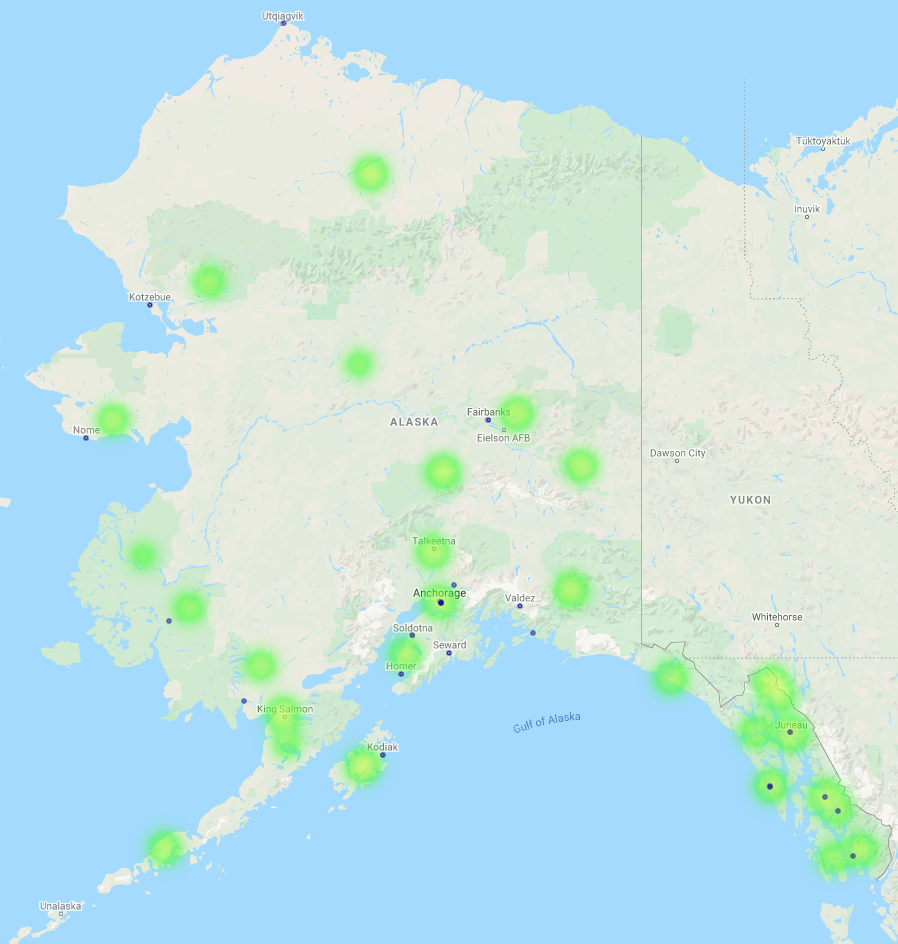 Utqiagvik
Tuktoyaktuk
Inuvik
Kotzebue
Fairbanks
ALASKA
Nome
Eielson AFB
Dawson City
YUKON
Talkeetna
Anchorage
Valdez
Whitehorse
Soldotna
Seward
Homer
King Salmon
Gulf of Alaska
Juneau
Kodiak
Unalaska